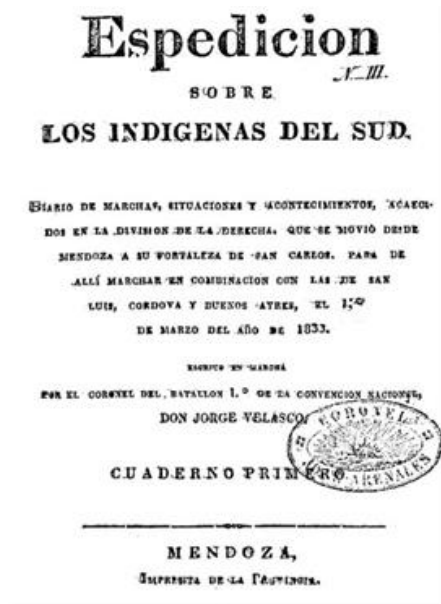 Espedicion
N. III.
SOBRE
LOS INDIGENAS DEL SUD.
DIARIO DE MARCHAS, SITUACIONES Y ACONTECIMIENTOS, ACAECI-
DOS EN LA DIVISION DE LA DERECHA. QUE SE MOVIÓ DESDE
MENDOZA A SU FORTALEZA DE SAN CARLOS. PARA DE
ALLÍ MARCHAR EN COMBINACION CON LAS DE SAN
LUIS, CORDOVA Y BUENOS AYRES, EL 1,º
DE MARZO DEL AÑO DE 1833.
ESCRITO EN MARCHA
POR EL CORONEL DEL BATALLON 1.º DE LA CONVENCION NACIONAL,
DON JORGE VELASCO.
CORONEL
ARENALES
CUADERNO PRIMERO
MENDOZA,
IMPRENTA DE LA PROVINCIA.